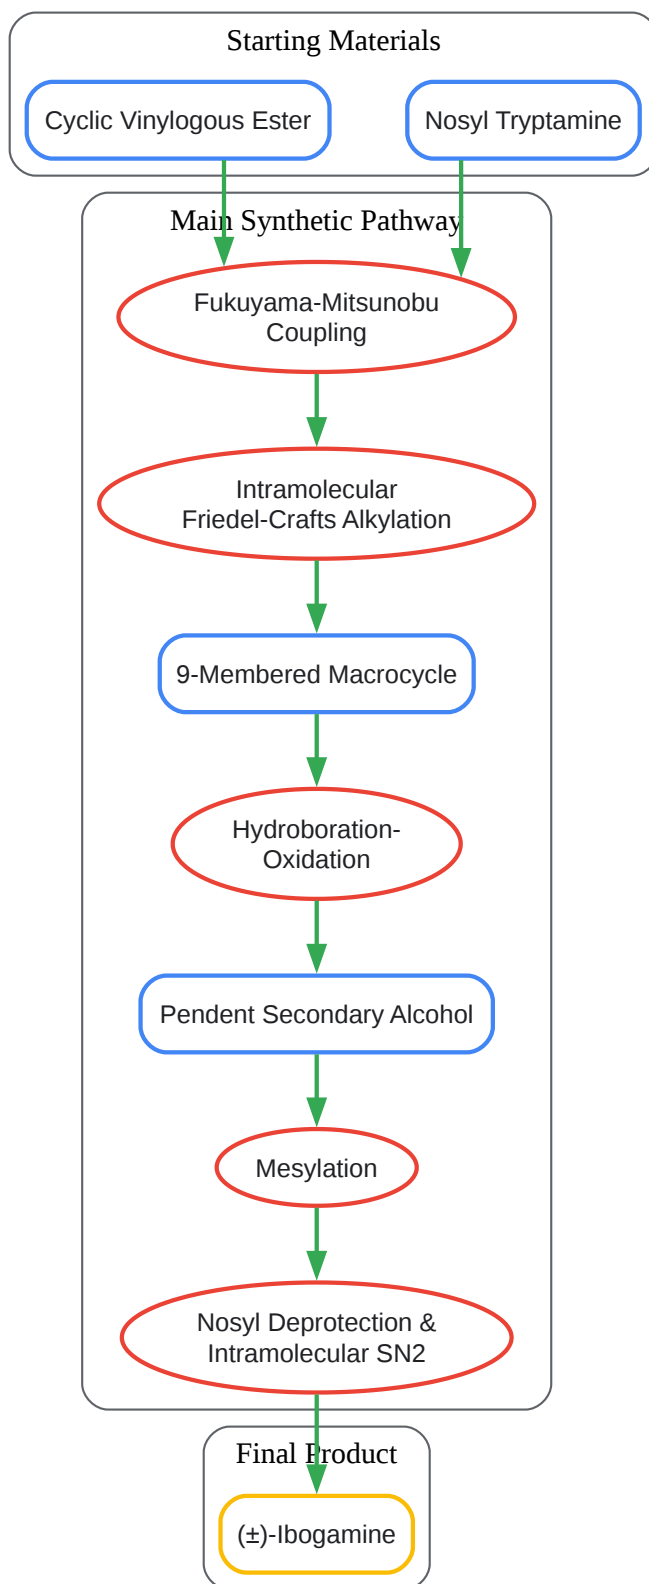 Starting Materials
Cyclic Vinylogous Ester
Nosyl Tryptamine
Main Synthetic Pathway
Fukuyama-Mitsunobu
Coupling
Intramolecular
Friedel-Crafts Alkylation
9-Membered Macrocycle
Hydroboration-
Oxidation
Pendent Secondary Alcohol
Mesylation
Nosyl Deprotection &
Intramolecular SN2
Final Product
(±)-Ibogamine